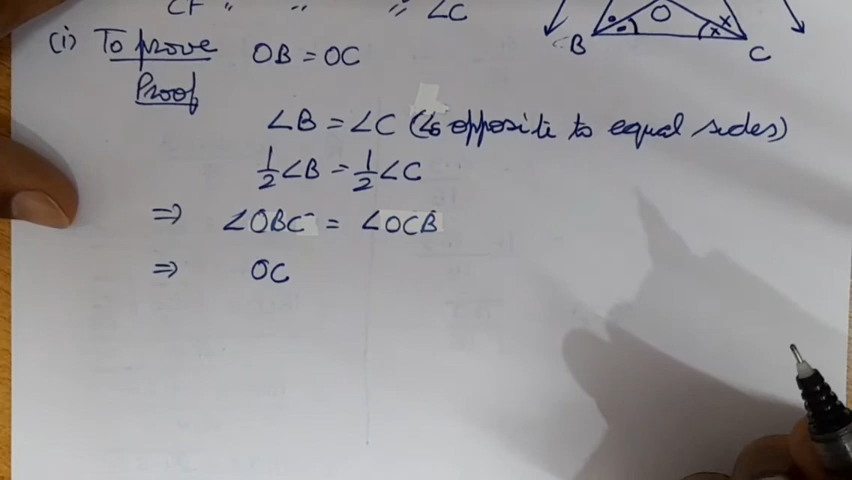 CF " " " ∠C
(i) To prove OB = OC
Proof
∠B = ∠C (∠s opposite to equal sides)
1/2 ∠B = 1/2 ∠C
⇒ ∠OBC = ∠OCB
⇒ OC
O
x
x
B
C